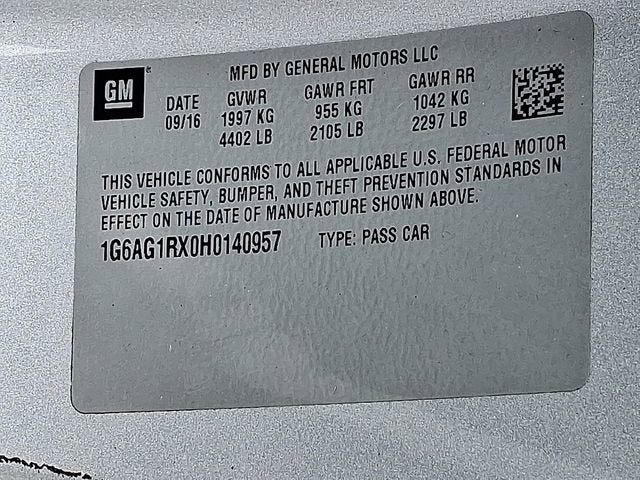 GM
MFD BY GENERAL MOTORS LLC
DATE GVWR GAWR FRT GAWR RR
09/16 1997 KG 955 KG 1042 KG
4402 LB 2105 LB 2297 LB
THIS VEHICLE CONFORMS TO ALL APPLICABLE U.S. FEDERAL MOTOR
VEHICLE SAFETY, BUMPER, AND THEFT PREVENTION STANDARDS IN
EFFECT ON THE DATE OF MANUFACTURE SHOWN ABOVE.
1G6AG1RX0H0140957 TYPE: PASS CAR